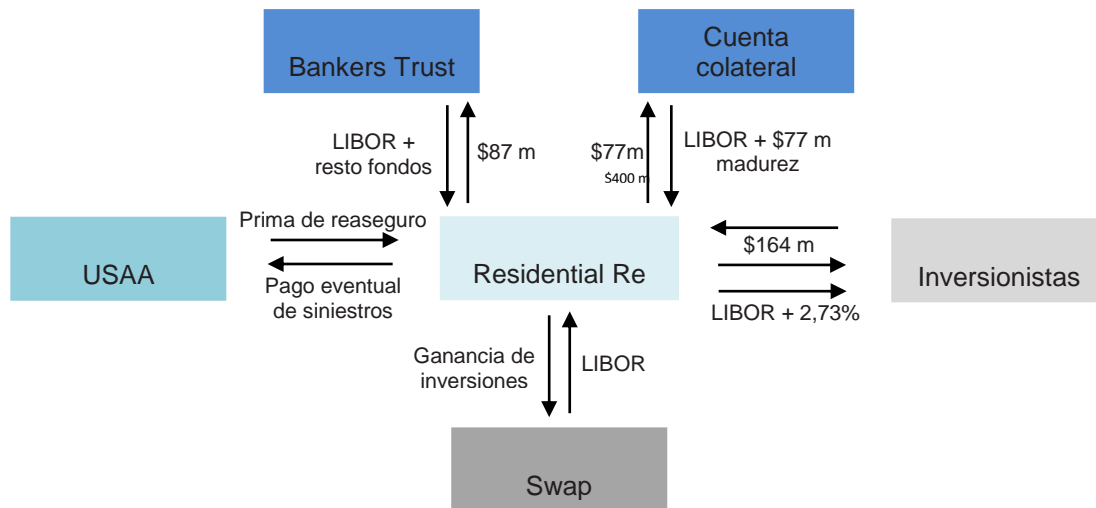 Bankers Trust
Cuenta
colateral
LIBOR +
resto fondos
$87 m
$77m
$400 m
LIBOR + $77 m
madurez
USAA
Prima de reaseguro
Pago eventual
de siniestros
Residential Re
$164 m
LIBOR + 2,73%
Inversionistas
Ganancia de
inversiones
LIBOR
Swap